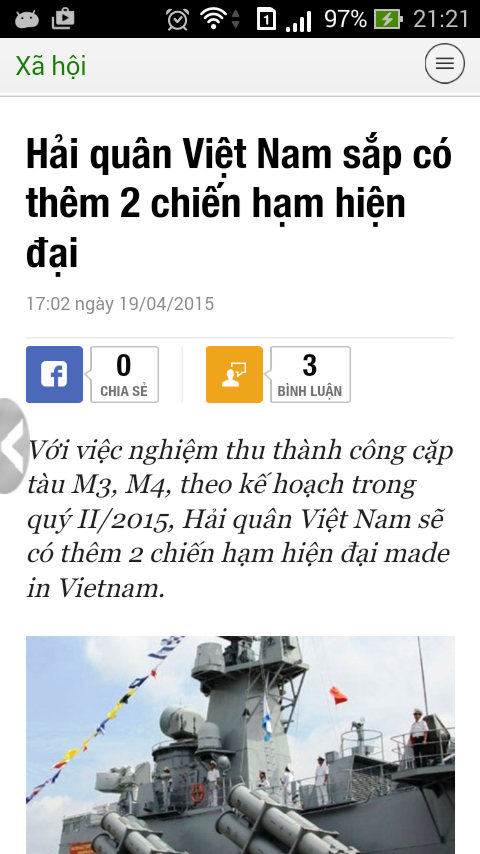 1
97%
21:21
Xã hội
Hải quân Việt Nam sắp có
thêm 2 chiến hạm hiện
đại
17:02 ngày 19/04/2015
0
CHIA SẺ
3
BÌNH LUẬN
Với việc nghiệm thu thành công cặp
tàu M3, M4, theo kế hoạch trong
quý II/2015, Hải quân Việt Nam sẽ
có thêm 2 chiến hạm hiện đại made
in Vietnam.